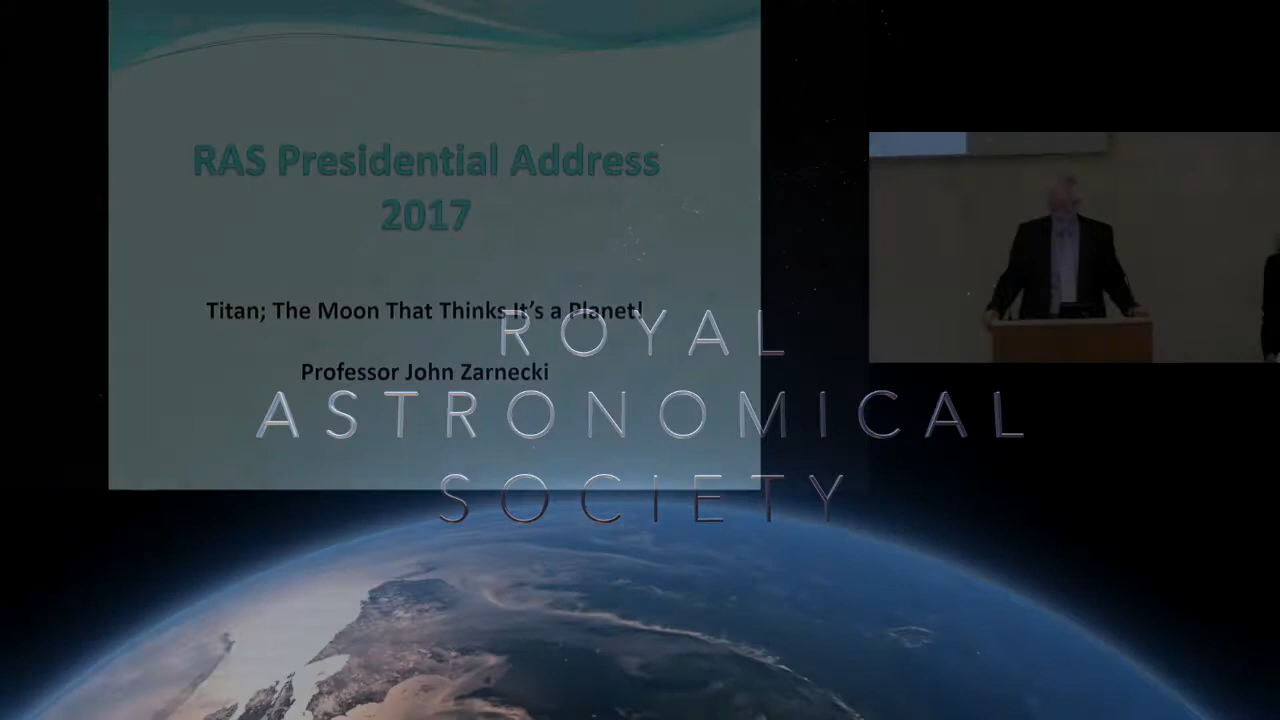 RAS Presidential Address
2017
Titan; The Moon That Thinks It's a Planet!
Professor John Zarnecki
ROYAL
ASTRONOMICAL
SOCIETY